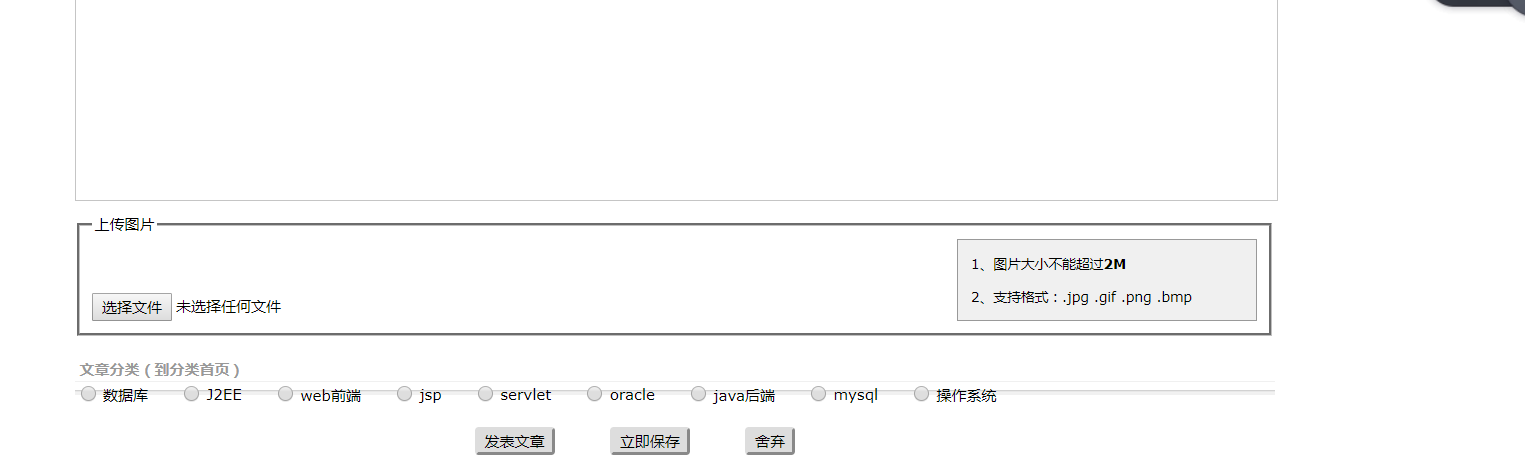 上传图片
1、图片大小不能超过2M
选择文件 未选择任何文件
2、支持格式：.jpg .gif .png .bmp
文章分类（到分类首页）
数据库 J2EE web前端 jsp servlet oracle java后端 mysql 操作系统
发表文章 立即保存 舍弃